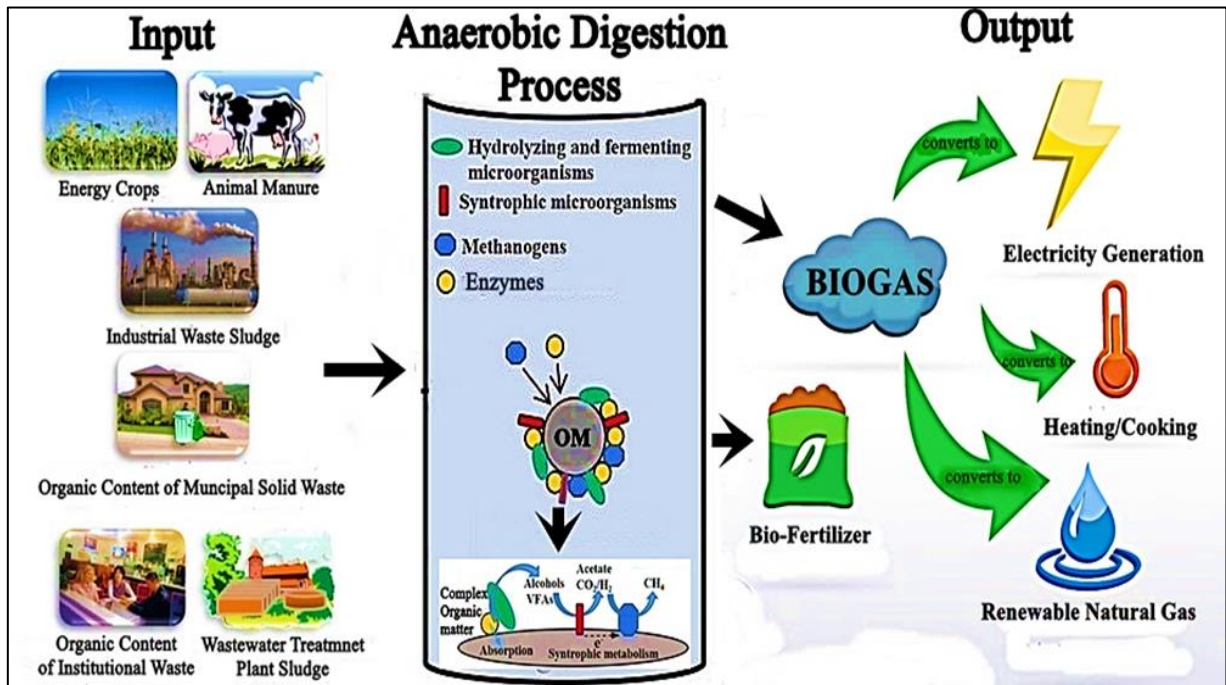 Input
Energy Crops
Animal Manure
Industrial Waste Sludge
Organic Content of Muncipal Solid Waste
Organic Content
of Institutional Waste
Wastewater Treatmnet
Plant Sludge
Anaerobic Digestion
Process
Hydrolyzing and fermenting
microorganisms
Syntrophic microorganisms
Methanogens
Enzymes
OM
Complex
Organic
matter
Absorption
Alcohols
VFAs
Acetate
CO₂/H₂
CH₄
e⁻
Syntrophic metabolism
Output
BIOGAS
converts to
Electricity Generation
converts to
Heating/Cooking
converts to
Renewable Natural Gas
Bio-Fertilizer